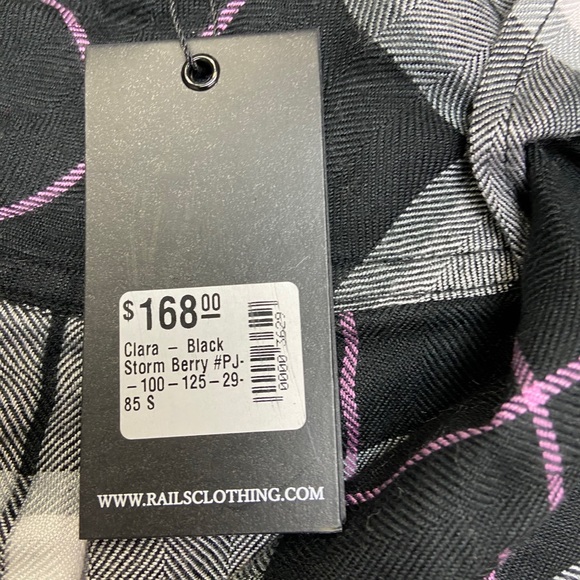 $168.00
Clara – Black
Storm Berry #PJ-
-100-125-29-
85 S
0000 3629
WWW.RAILSCLOTHING.COM